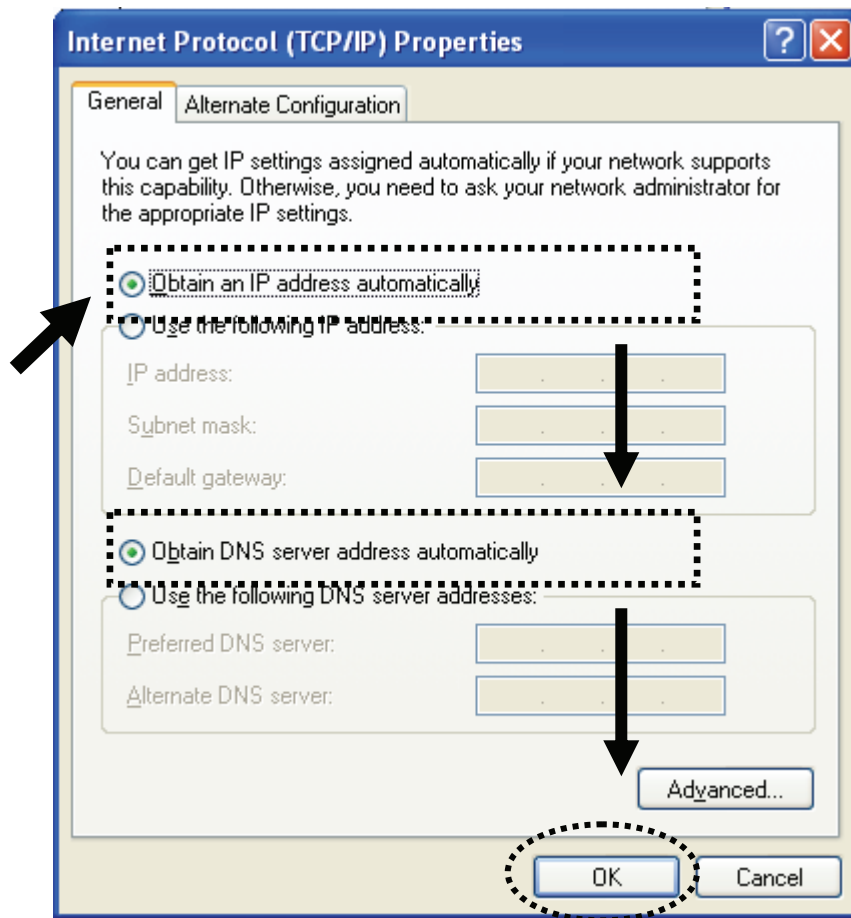 Internet Protocol (TCP/IP) Properties
General
Alternate Configuration
You can get IP settings assigned automatically if your network supports
this capability. Otherwise, you need to ask your network administrator for
the appropriate IP settings.
Obtain an IP address automatically
Use the following IP address:
IP address:
Subnet mask:
Default gateway:
Obtain DNS server address automatically
Use the following DNS server addresses:
Preferred DNS server:
Alternate DNS server:
Advanced...
OK
Cancel